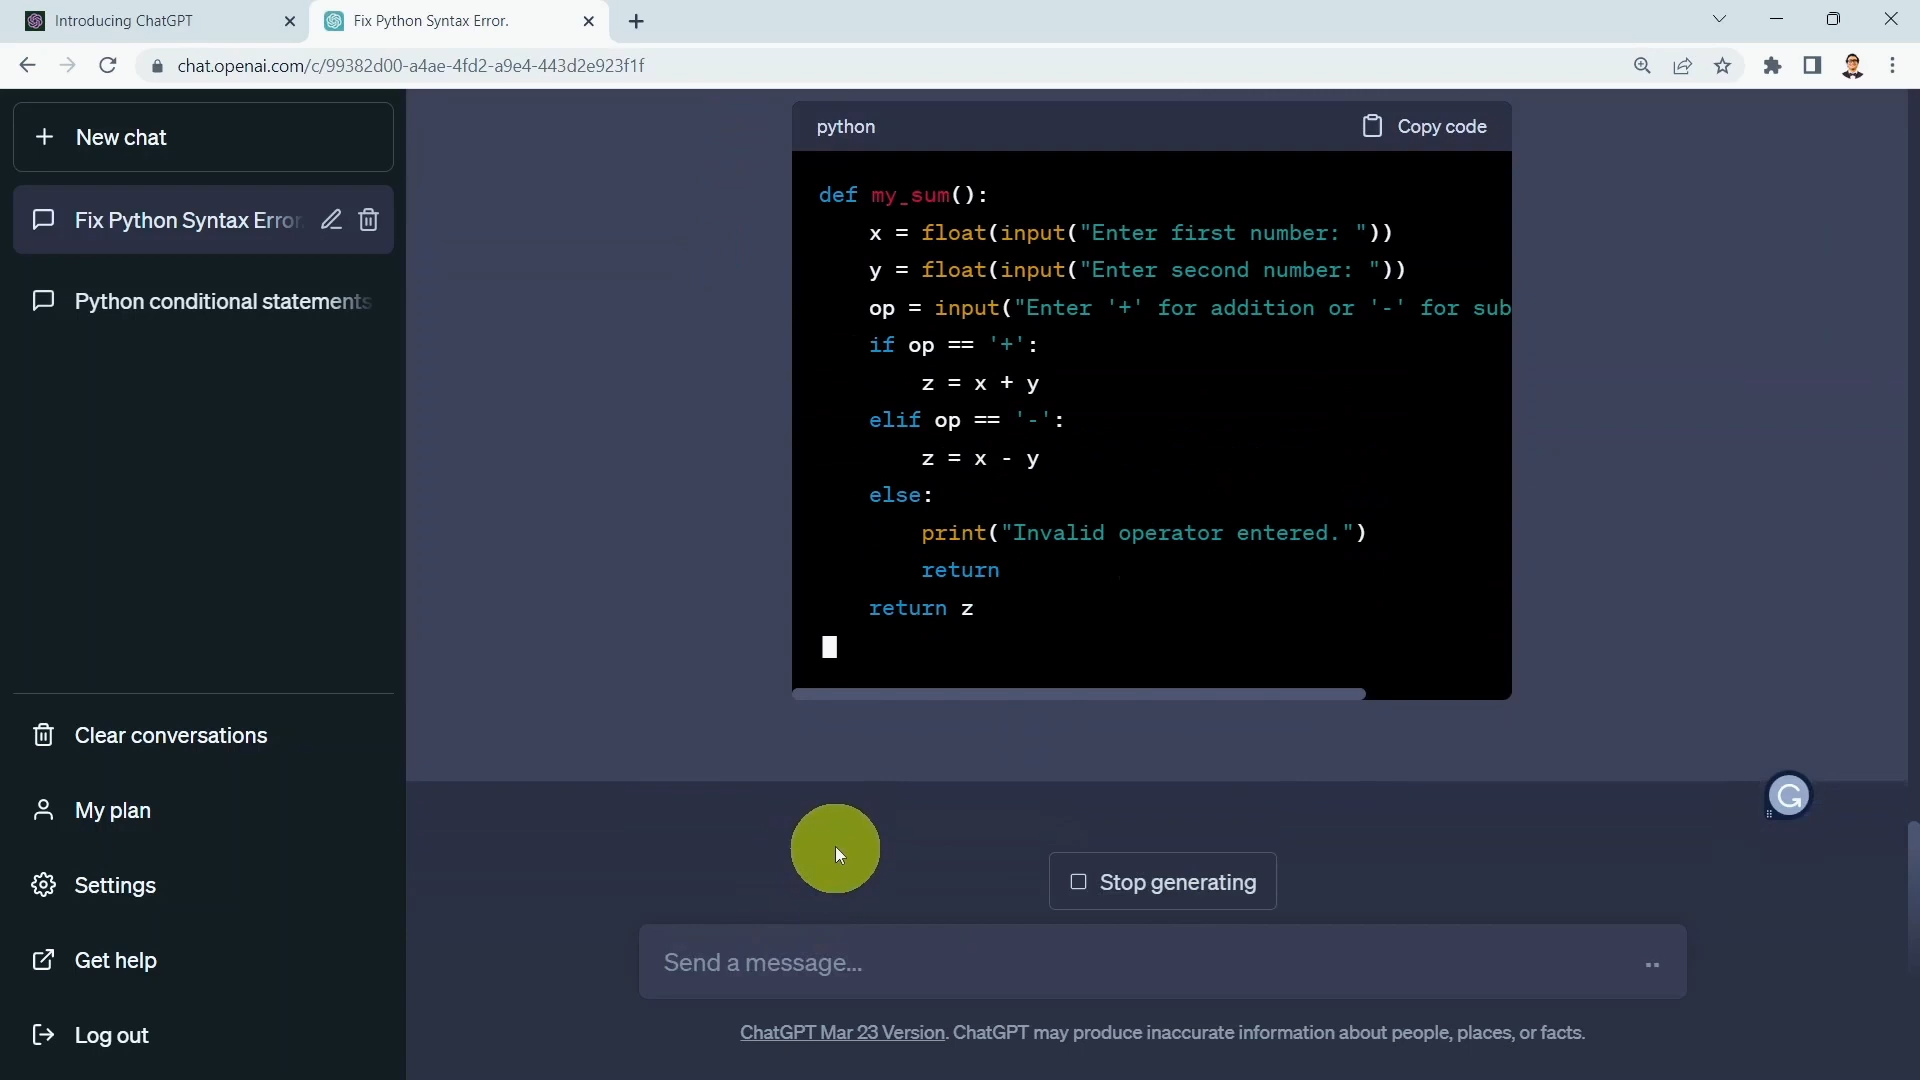 Introducing ChatGPT
Fix Python Syntax Error.
chat.openai.com/c/99382d00-a4ae-4fd2-a9e4-443d2e923f1f
New chat
Fix Python Syntax Error
Python conditional statements
Clear conversations
My plan
Settings
Get help
Log out
python
Copy code
def my_sum():
    x = float(input("Enter first number: "))
    y = float(input("Enter second number: "))
    op = input("Enter '+' for addition or '-' for sub
    if op == '+':
        z = x + y
    elif op == '-':
        z = x - y
    else:
        print("Invalid operator entered.")
        return
    return z
Stop generating
Send a message...
ChatGPT Mar 23 Version. ChatGPT may produce inaccurate information about people, places, or facts.